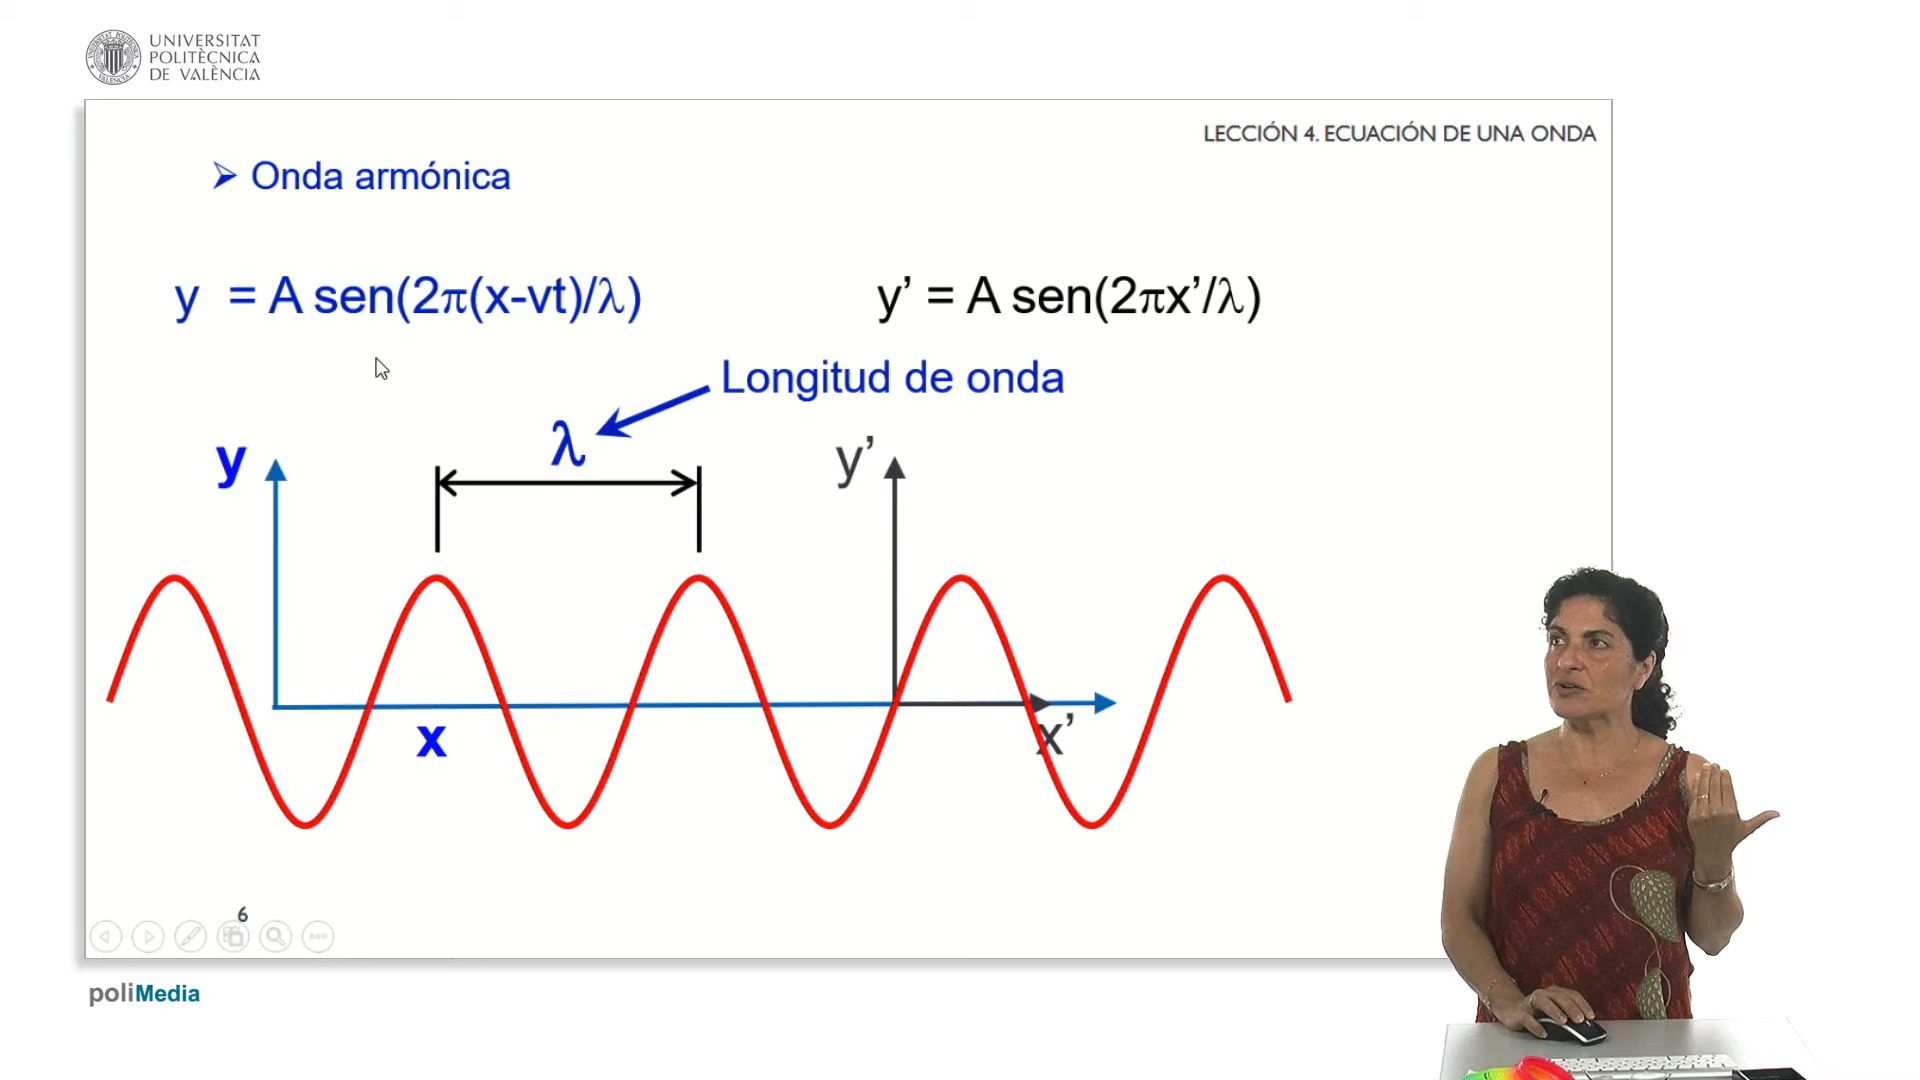 UNIVERSITAT
POLITÈCNICA
DE VALÈNCIA
LECCIÓN 4. ECUACIÓN DE UNA ONDA
Onda armónica
y = A sen(2π(x-vt)/λ)
y’ = A sen(2πx’/λ)
Longitud de onda
λ
y
y’
x
x’
6
poliMedia